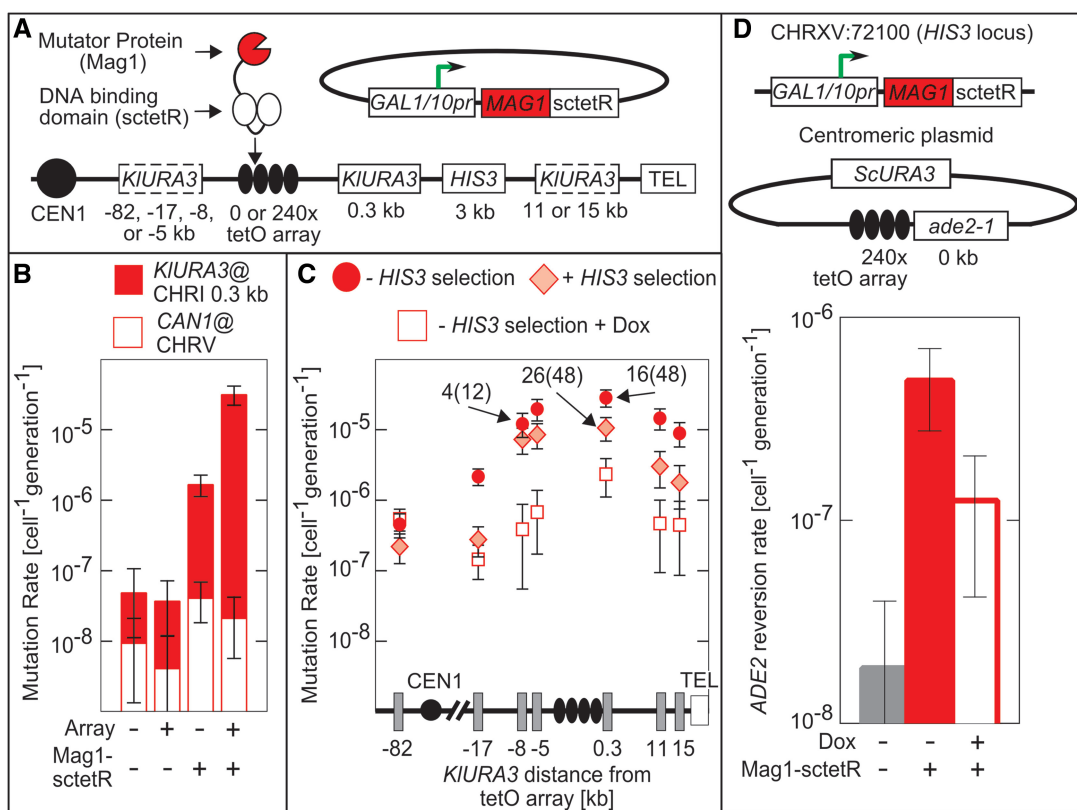 A
Mutator Protein
(Mag1)
DNA binding
domain (sctetR)
GAL1/10pr
MAG1
sctetR
KlURA3
KlURA3
HIS3
KlURA3
TEL
CEN1
-82, -17, -8,
or -5 kb
0 or 240x
tetO array
0.3 kb
3 kb
11 or 15 kb
B
KlURA3@
CHRI 0.3 kb
CAN1@
CHRV
Mutation Rate [cell-1generation-1]
10-5
10-6
10-7
10-8
Array
- + - +
Mag1-
sctetR
- - + +
C
- HIS3 selection
+ HIS3 selection
- HIS3 selection + Dox
Mutation Rate [cell-1generation-1]
10-5
10-6
10-7
10-8
4(12)
26(48)
16(48)
CEN1
TEL
-82 -17 -8 -5 0.3 11 15
KlURA3 distance from
tetO array [kb]
D
CHRXV:72100 (HIS3 locus)
GAL1/10pr
MAG1
sctetR
Centromeric plasmid
ScURA3
ade2-1
240x
tetO array
0 kb
ADE2 reversion rate [cell-1 generation-1]
10-6
10-7
10-8
Dox - - +
Mag1-sctetR - + +